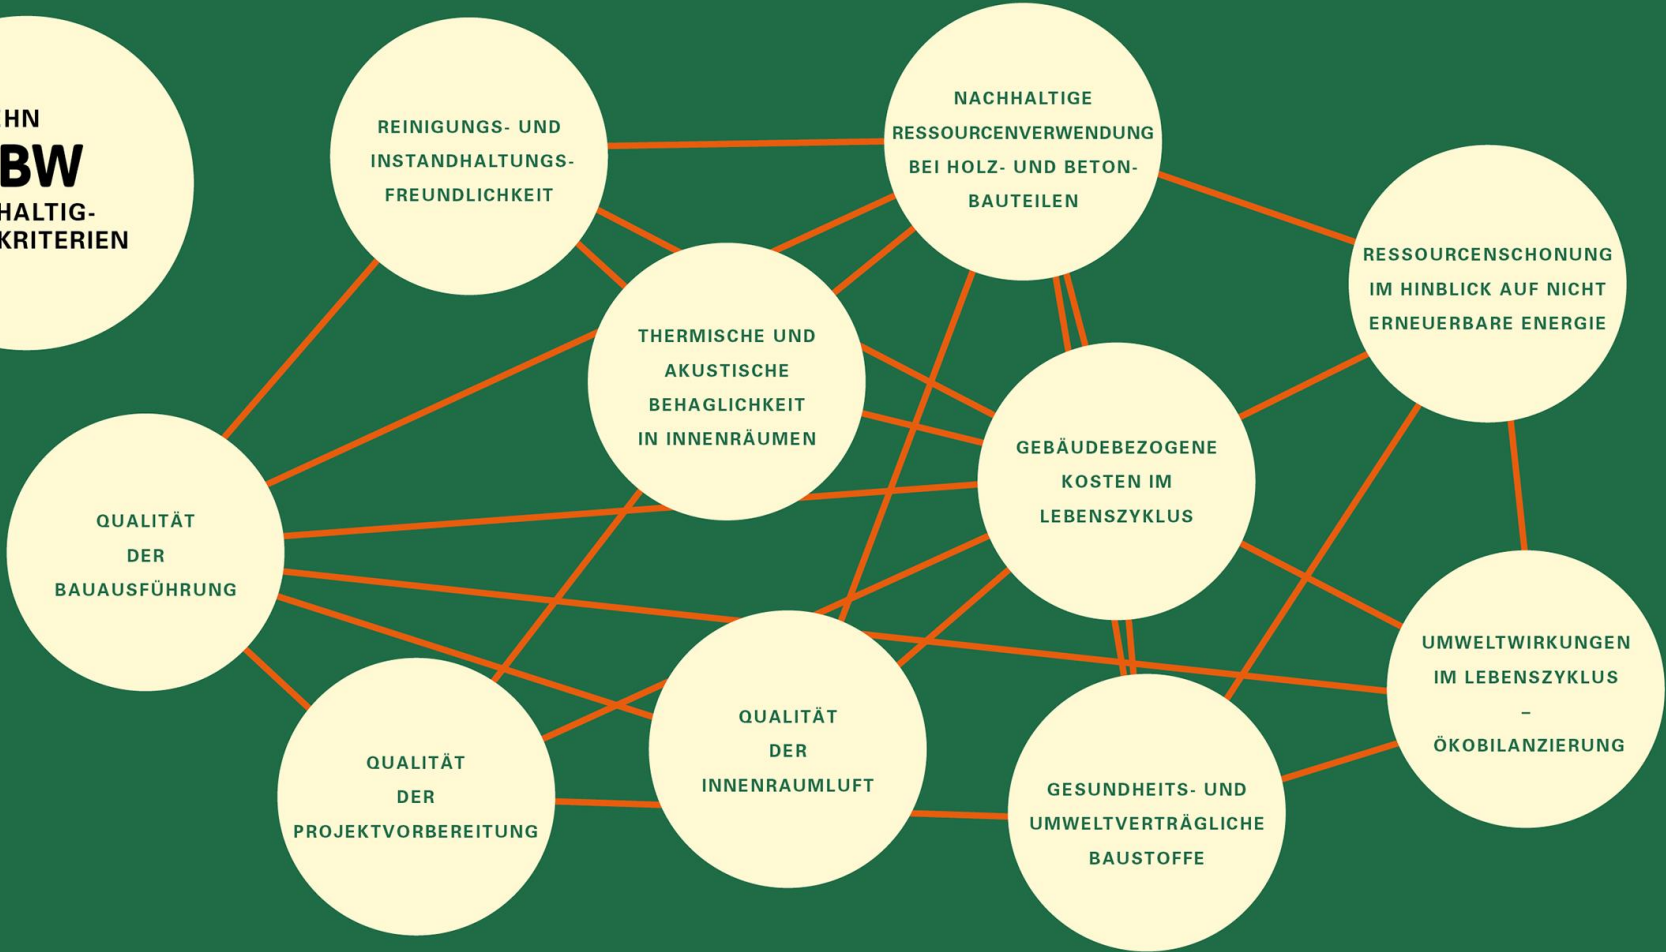 EHN
BW
HALTIG-
KRITERIEN
REINIGUNGS- UND
INSTANDHALTUNGS-
FREUNDLICHKEIT
NACHHALTIGE
RESSOURCENVERWENDUNG
BEI HOLZ- UND BETON-
BAUTEILEN
RESSOURCENSCHONUNG
IM HINBLICK AUF NICHT
ERNEUERBARE ENERGIE
THERMISCHE UND
AKUSTISCHE
BEHAGLICHKEIT
IN INNENRÄUMEN
GEBÄUDEBEZOGENE
KOSTEN IM
LEBENSZYKLUS
QUALITÄT
DER
BAUAUSFÜHRUNG
UMWELTWIRKUNGEN
IM LEBENSZYKLUS
–
ÖKOBILANZIERUNG
QUALITÄT
DER
PROJEKTVORBEREITUNG
QUALITÄT
DER
INNENRAUMLUFT
GESUNDHEITS- UND
UMWELTVERTRÄGLICHE
BAUSTOFFE